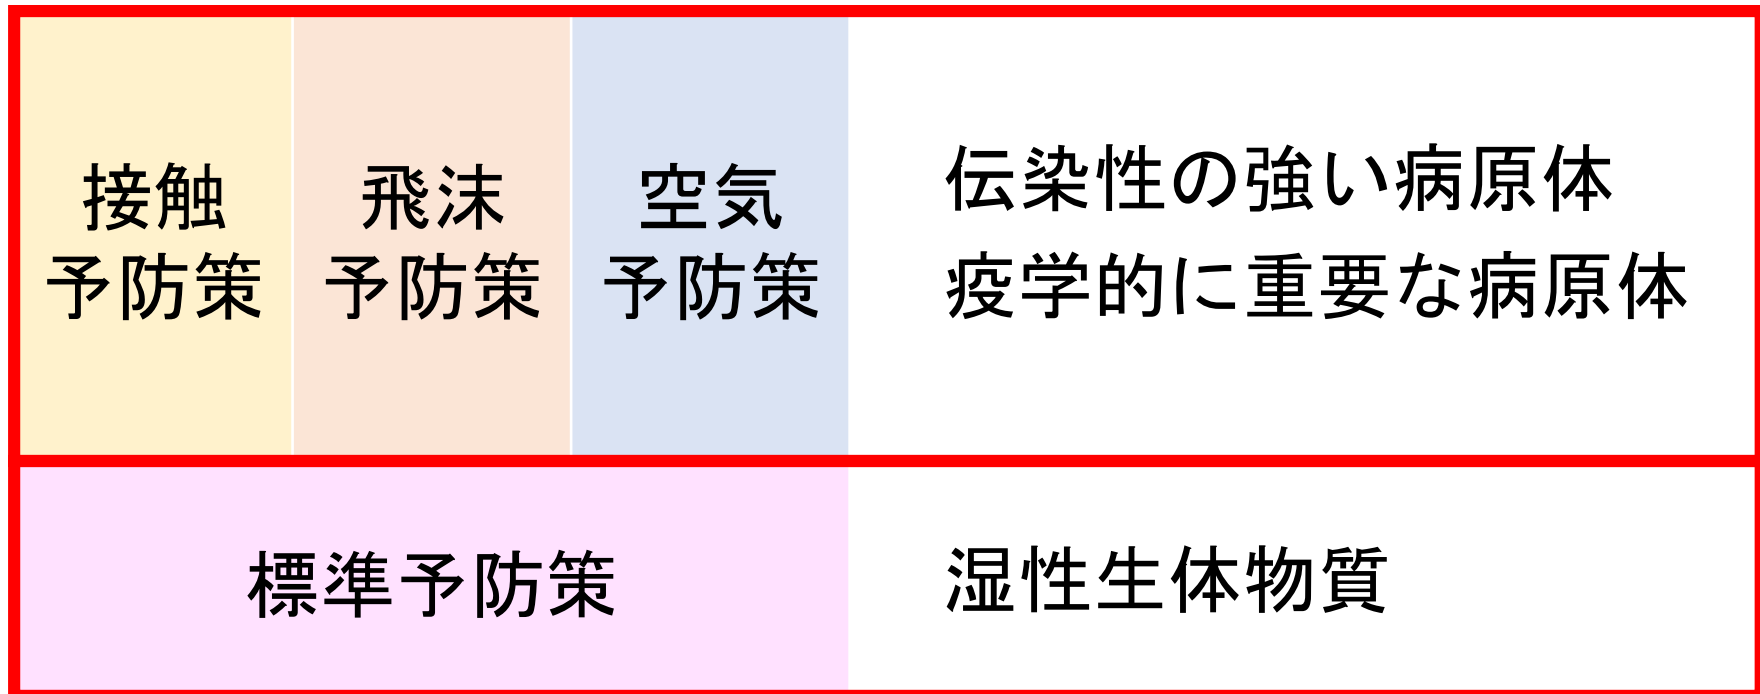 接触
予防策
飛沫
予防策
空気
予防策
伝染性の強い病原体
疫学的に重要な病原体
標準予防策
湿性生体物質